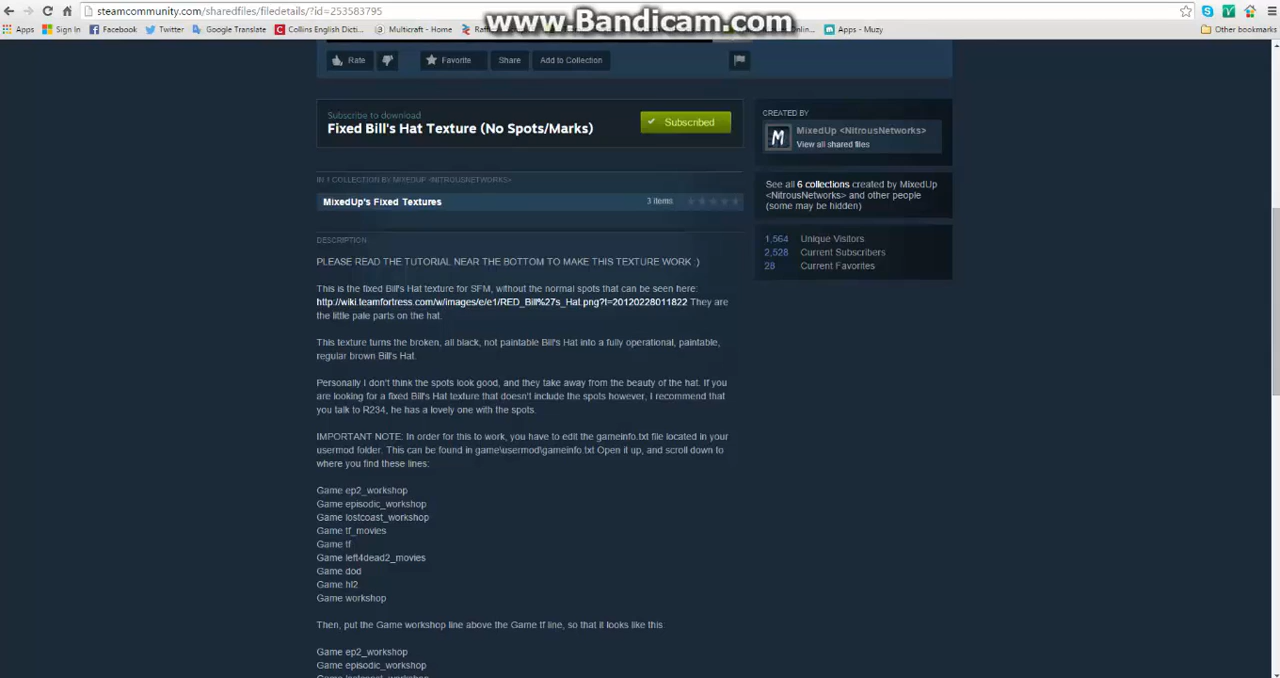 steamcommunity.com/sharedfiles/filedetails/?id=253583795
www.Bandicam.com
Apps Sign In Facebook Twitter Google Translate Collins English Dict... Multicraft - Home Apps - Muzy Other bookmarks
Rate Favorite Share Add to Collection
Subscribe to download
Fixed Bill's Hat Texture (No Spots/Marks)
Subscribed
CREATED BY
MixedUp <NitrousNetworks>
View all shared files
IN 1 COLLECTION BY MIXEDUP <NITROUSNETWORKS>
MixedUp's Fixed Textures 3 items
See all 6 collections created by MixedUp
<NitrousNetworks> and other people
(some may be hidden)
1,564 Unique Visitors
2,528 Current Subscribers
28 Current Favorites
DESCRIPTION
PLEASE READ THE TUTORIAL NEAR THE BOTTOM TO MAKE THIS TEXTURE WORK :)
This is the fixed Bill's Hat texture for SFM, without the normal spots that can be seen here:
http://wiki.teamfortress.com/w/images/e/e1/RED_Bill%27s_Hat.png?t=20120228011822 They are
the little pale parts on the hat.
This texture turns the broken, all black, not paintable Bill's Hat into a fully operational, paintable,
regular brown Bill's Hat.
Personally I don't think the spots look good, and they take away from the beauty of the hat. If you
are looking for a fixed Bill's Hat texture that doesn't include the spots however, I recommend that
you talk to R234, he has a lovely one with the spots.
IMPORTANT NOTE: In order for this to work, you have to edit the gameinfo.txt file located in your
usermod folder. This can be found in game\usermod\gameinfo.txt Open it up, and scroll down to
where you find these lines:
Game ep2_workshop
Game episodic_workshop
Game lostcoast_workshop
Game tf_movies
Game tf
Game left4dead2_movies
Game dod
Game hl2
Game workshop
Then, put the Game workshop line above the Game tf line, so that it looks like this:
Game ep2_workshop
Game episodic_workshop